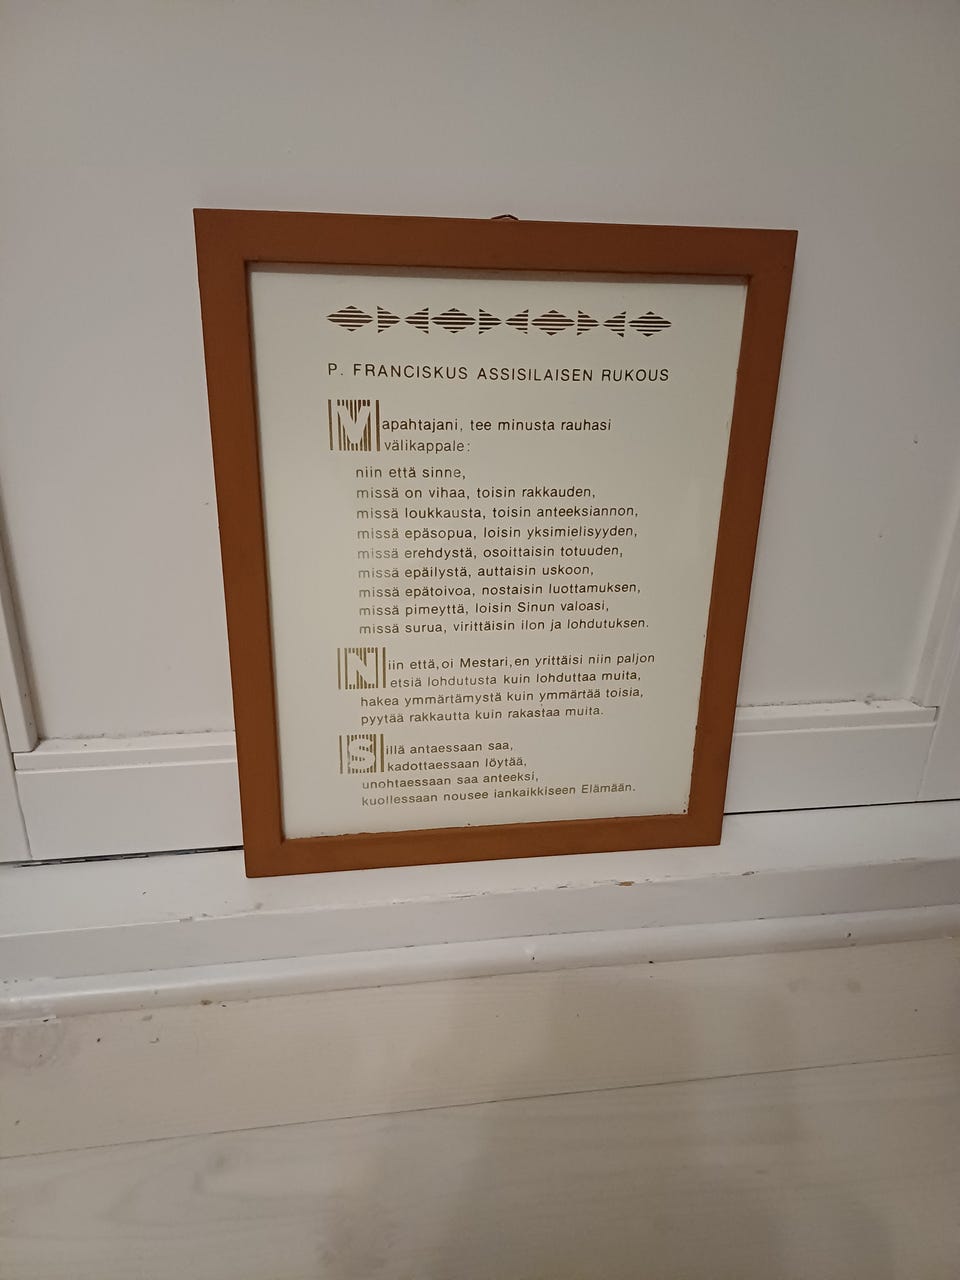 P. FRANCISKUS ASSISILAISEN RUKOUS
Mapahtajani, tee minusta rauhasi
välikappale:
niin että sinne,
missä on vihaa, toisin rakkauden,
missä loukkausta, toisin anteeksiannon,
missä epäsopua, loisin yksimielisyyden,
missä erehdystä, osoittaisin totuuden,
missä epäilystä, auttaisin uskoon,
missä epätoivoa, nostaisin luottamuksen,
missä pimeyttä, loisin Sinun valoasi,
missä surua, virittäisin ilon ja lohdutuksen.
Niin että, oi Mestari, en yrittäisi niin paljon
etsiä lohdutusta kuin lohduttaa muita,
hakea ymmärtämystä kuin ymmärtää toisia,
pyytää rakkautta kuin rakastaa muita.
Sillä antaessaan saa,
kadottaessaan löytää,
unohtaessaan saa anteeksi,
kuollessaan nousee iankaikkiseen Elämään.